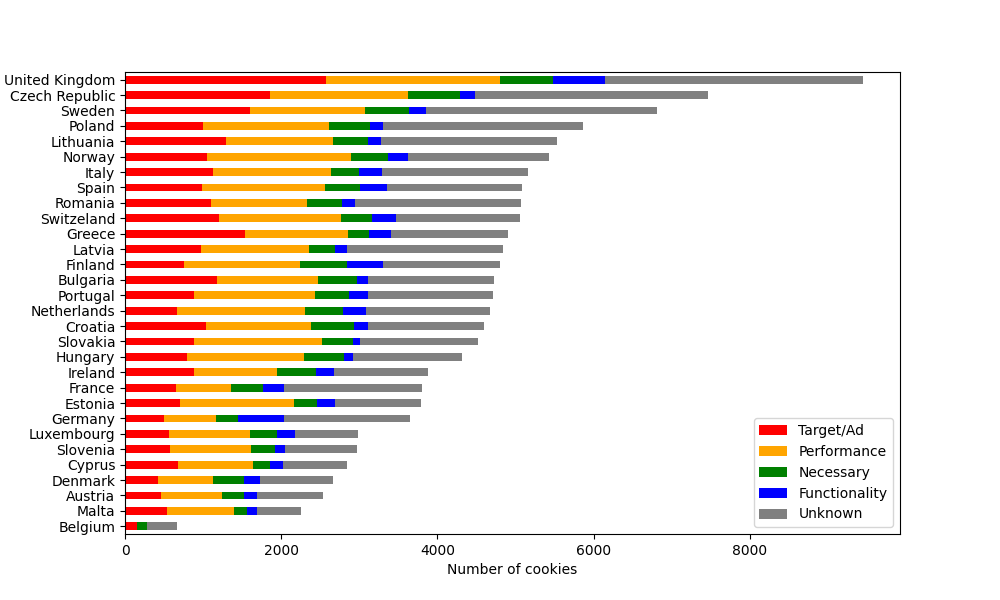 United Kingdom
Czech Republic
Sweden
Poland
Lithuania
Norway
Italy
Spain
Romania
Switzeland
Greece
Latvia
Finland
Bulgaria
Portugal
Netherlands
Croatia
Slovakia
Hungary
Ireland
France
Estonia
Germany
Luxembourg
Slovenia
Cyprus
Denmark
Austria
Malta
Belgium
Target/Ad
Performance
Necessary
Functionality
Unknown
0 2000 4000 6000 8000
Number of cookies